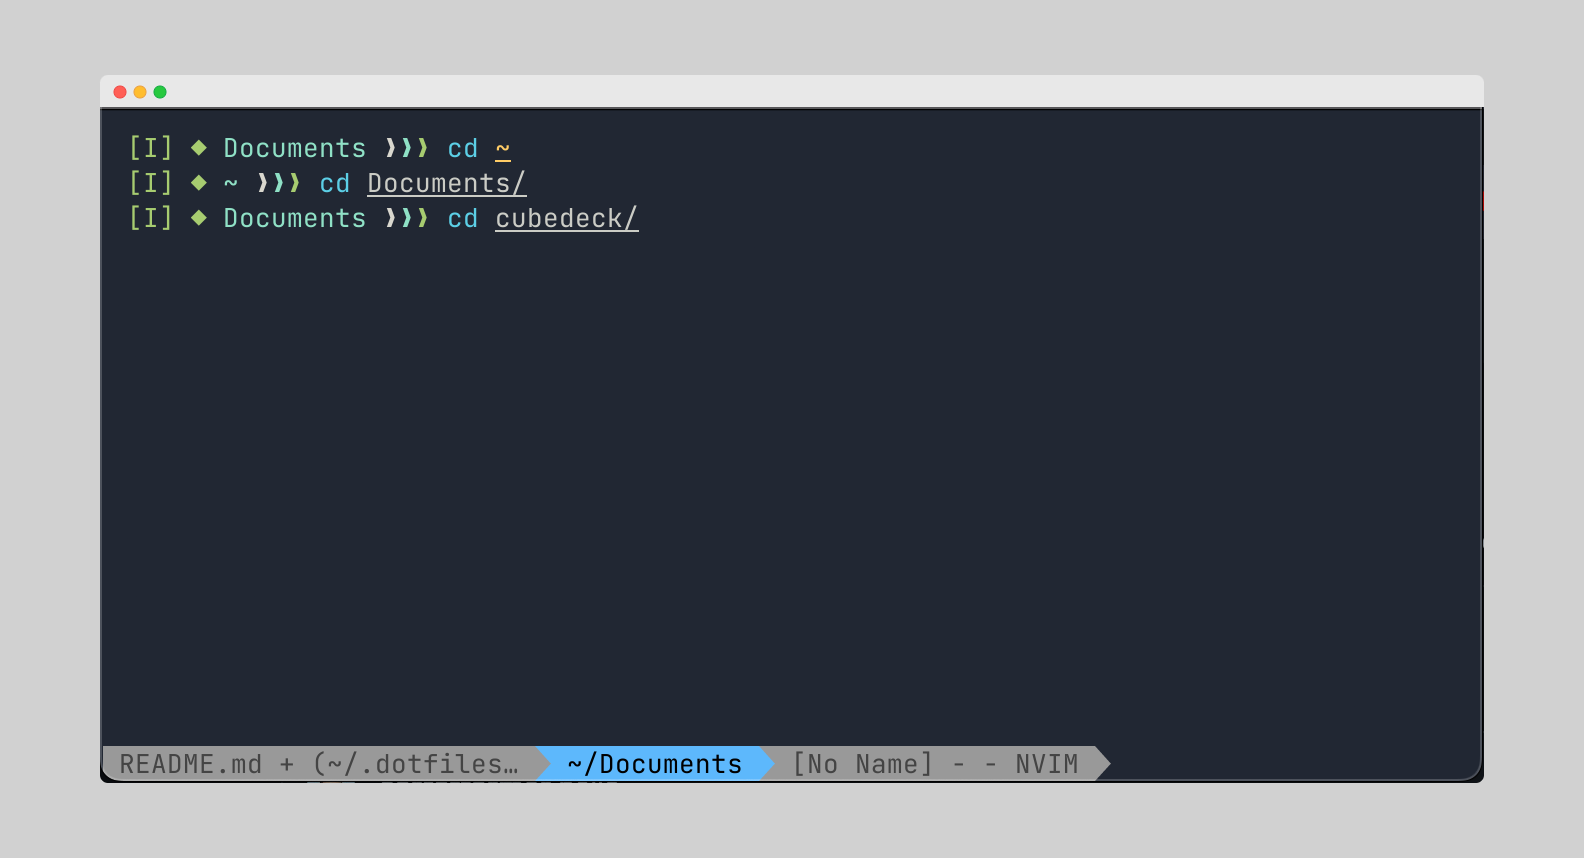 [I] ◆ Documents ❱❱❱ cd ~
[I] ◆ ~ ❱❱❱ cd Documents/
[I] ◆ Documents ❱❱❱ cd cubedeck/
README.md + (~/.dotfiles… ~/Documents [No Name] - - NVIM